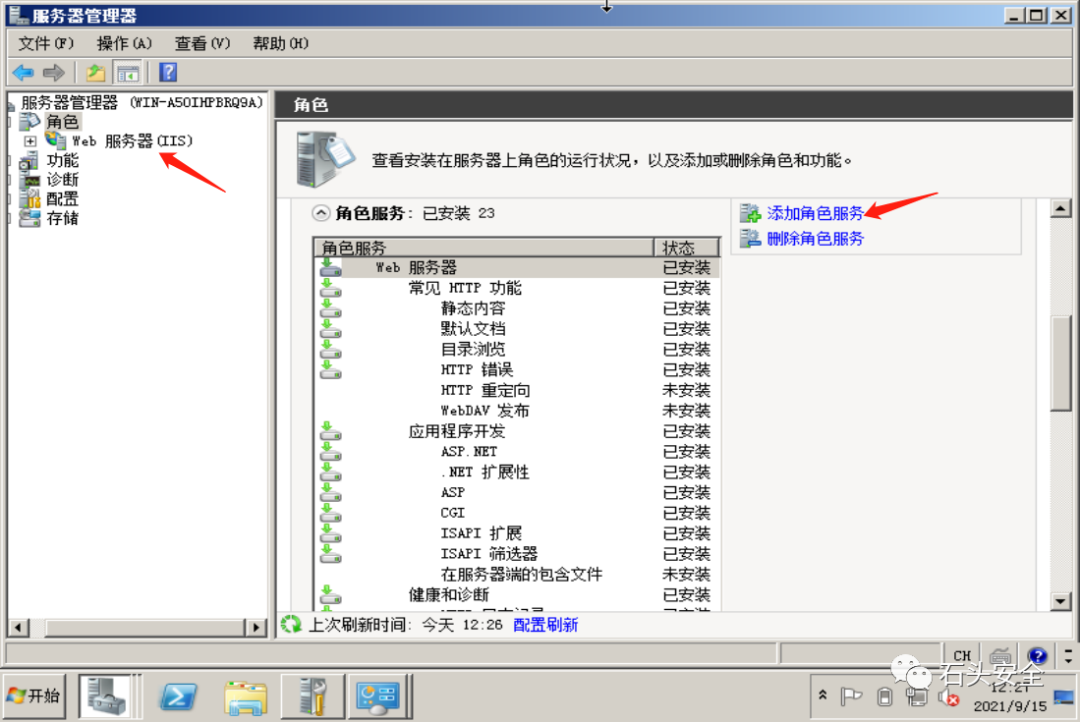 服务器管理器
文件(F) 操作(A) 查看(V) 帮助(H)
服务器管理器 (WIN-A5OIHPBRQ9A)
角色
Web 服务器(IIS)
功能
诊断
配置
存储
角色
查看安装在服务器上角色的运行状况，以及添加或删除角色和功能。
角色服务: 已安装 23
添加角色服务
删除角色服务
角色服务 状态
Web 服务器 已安装
常见 HTTP 功能 已安装
静态内容 已安装
默认文档 已安装
目录浏览 已安装
HTTP 错误 已安装
HTTP 重定向 未安装
WebDAV 发布 未安装
应用程序开发 已安装
ASP.NET 已安装
.NET 扩展性 已安装
ASP 已安装
CGI 已安装
ISAPI 扩展 已安装
ISAPI 筛选器 已安装
在服务器端的包含文件 未安装
健康和诊断 已安装
上次刷新时间: 今天 12:26 配置刷新
CH
石头安全
开始
12:27
2021/9/15